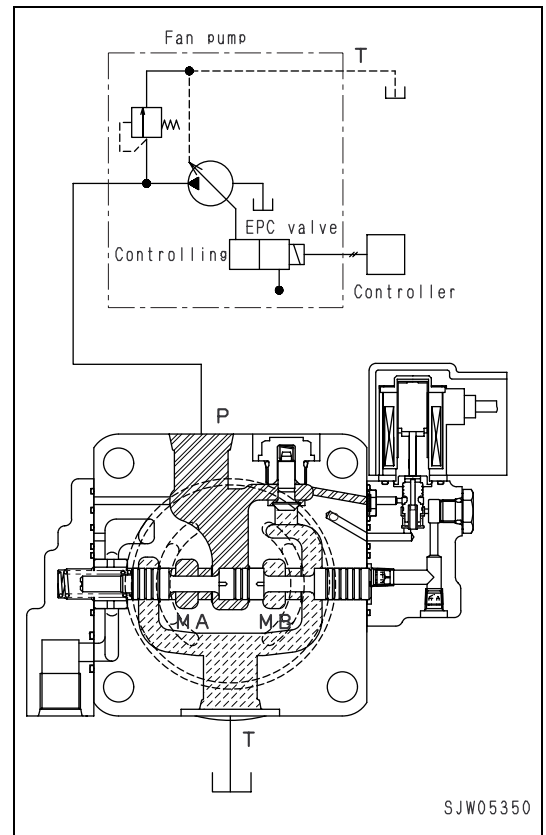 Fan pump
T
EPC valve
Controlling
Controller
P
MA
MB
T
SJW05350